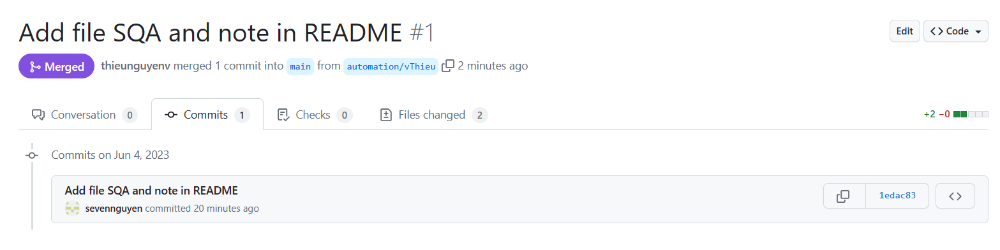 Add file SQA and note in README #1
Edit
Code
Merged
thieunguyenv merged 1 commit into main from automation/vThieu 2 minutes ago
Conversation 0
Commits 1
Checks 0
Files changed 2
+2 −0
Commits on Jun 4, 2023
Add file SQA and note in README
1edac83
sevennguyen committed 20 minutes ago